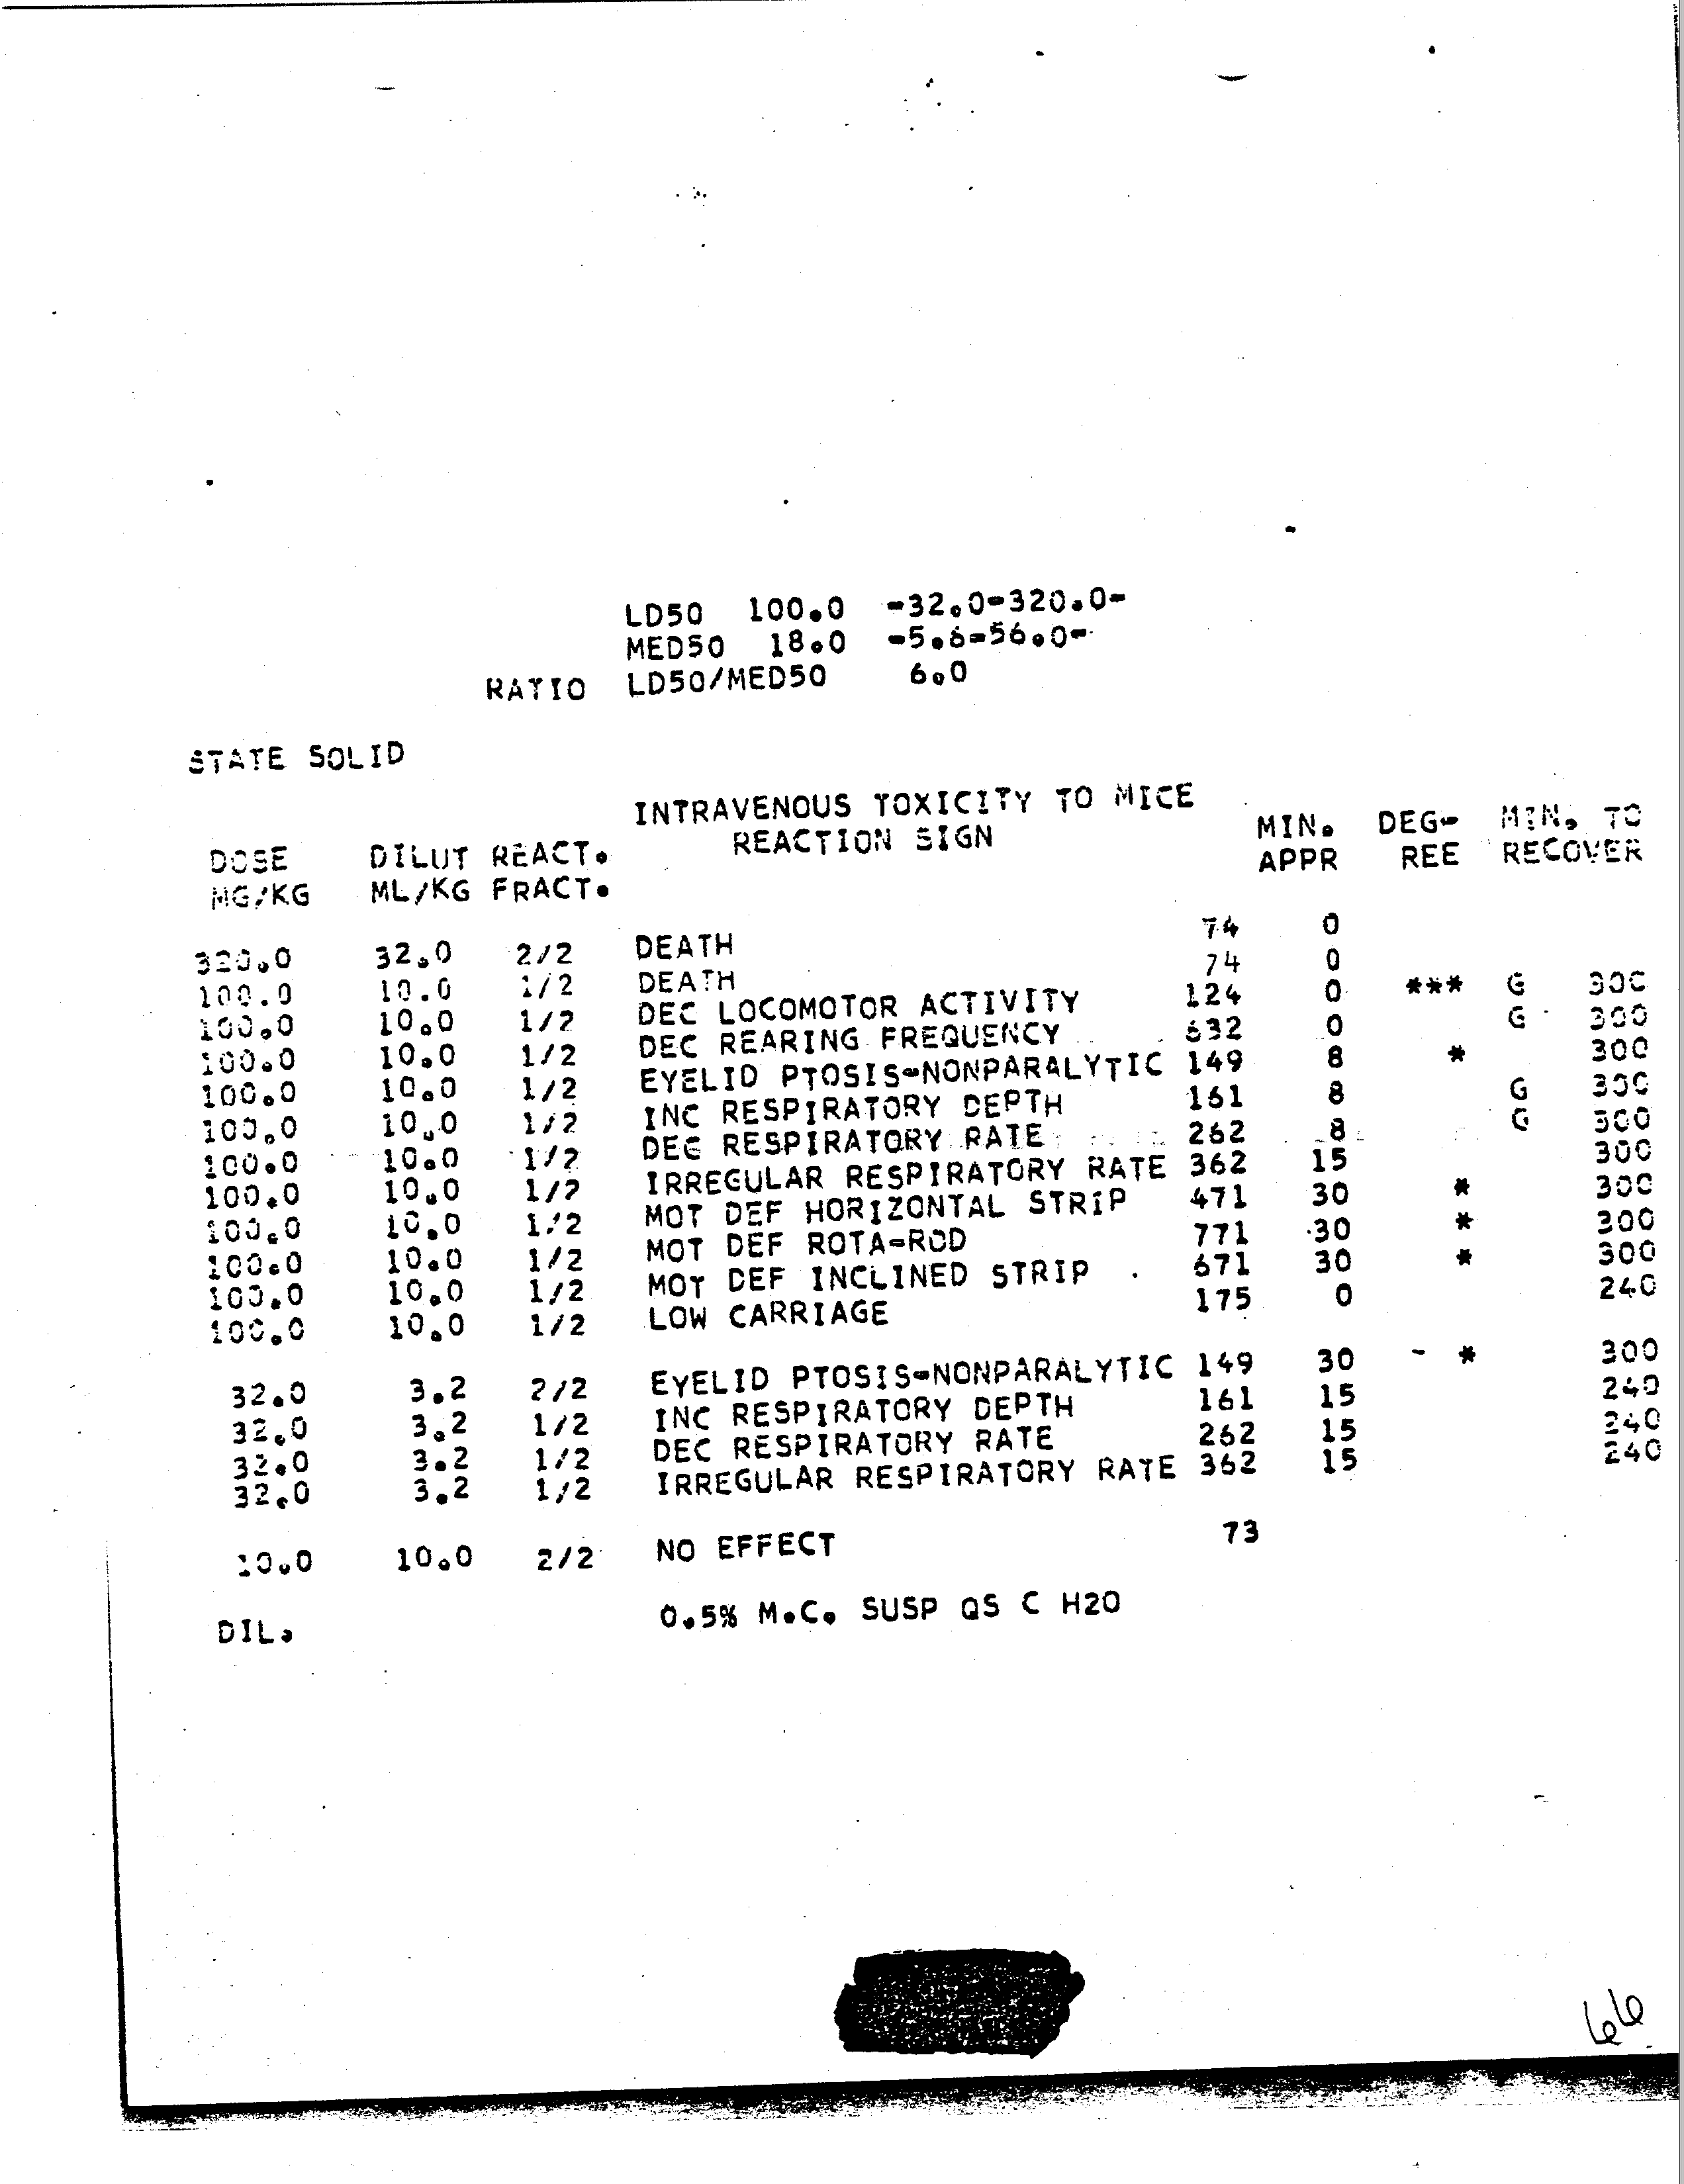 LD50 100.0 -32.0-320.0-
MED50 18.0 -5.6-56.0-
RATIO LD50/MED50 6.0
STATE SOLID
INTRAVENOUS TOXICITY TO MICE
DOSE DILUT REACT. REACTION SIGN MIN. DEG- MIN. TO
MG/KG ML/KG FRACT. APPR REE RECOVER
320.0 32.0 2/2 DEATH 74 0
100.0 10.0 1/2 DEATH 74 0
100.0 10.0 1/2 DEC LOCOMOTOR ACTIVITY 124 0 *** G 300
100.0 10.0 1/2 DEC REARING FREQUENCY 632 0 G 300
100.0 10.0 1/2 EYELID PTOSIS-NONPARALYTIC 149 8 * 300
100.0 10.0 1/2 INC RESPIRATORY DEPTH 161 8 G 300
100.0 10.0 1/2 DEC RESPIRATORY RATE 262 8 G 300
100.0 10.0 1/2 IRREGULAR RESPIRATORY RATE 362 15 300
100.0 10.0 1/2 MOT DEF HORIZONTAL STRIP 471 30 * 300
100.0 10.0 1/2 MOT DEF ROTA-ROD 771 30 * 300
100.0 10.0 1/2 MOT DEF INCLINED STRIP 671 30 * 300
100.0 10.0 1/2 LOW CARRIAGE 175 0 240
32.0 3.2 2/2 EYELID PTOSIS-NONPARALYTIC 149 30 - * 300
32.0 3.2 1/2 INC RESPIRATORY DEPTH 161 15 240
32.0 3.2 1/2 DEC RESPIRATORY RATE 262 15 240
32.0 3.2 1/2 IRREGULAR RESPIRATORY RATE 362 15 240
10.0 10.0 2/2 NO EFFECT 73
DIL. 0.5% M.C. SUSP QS C H2O
66